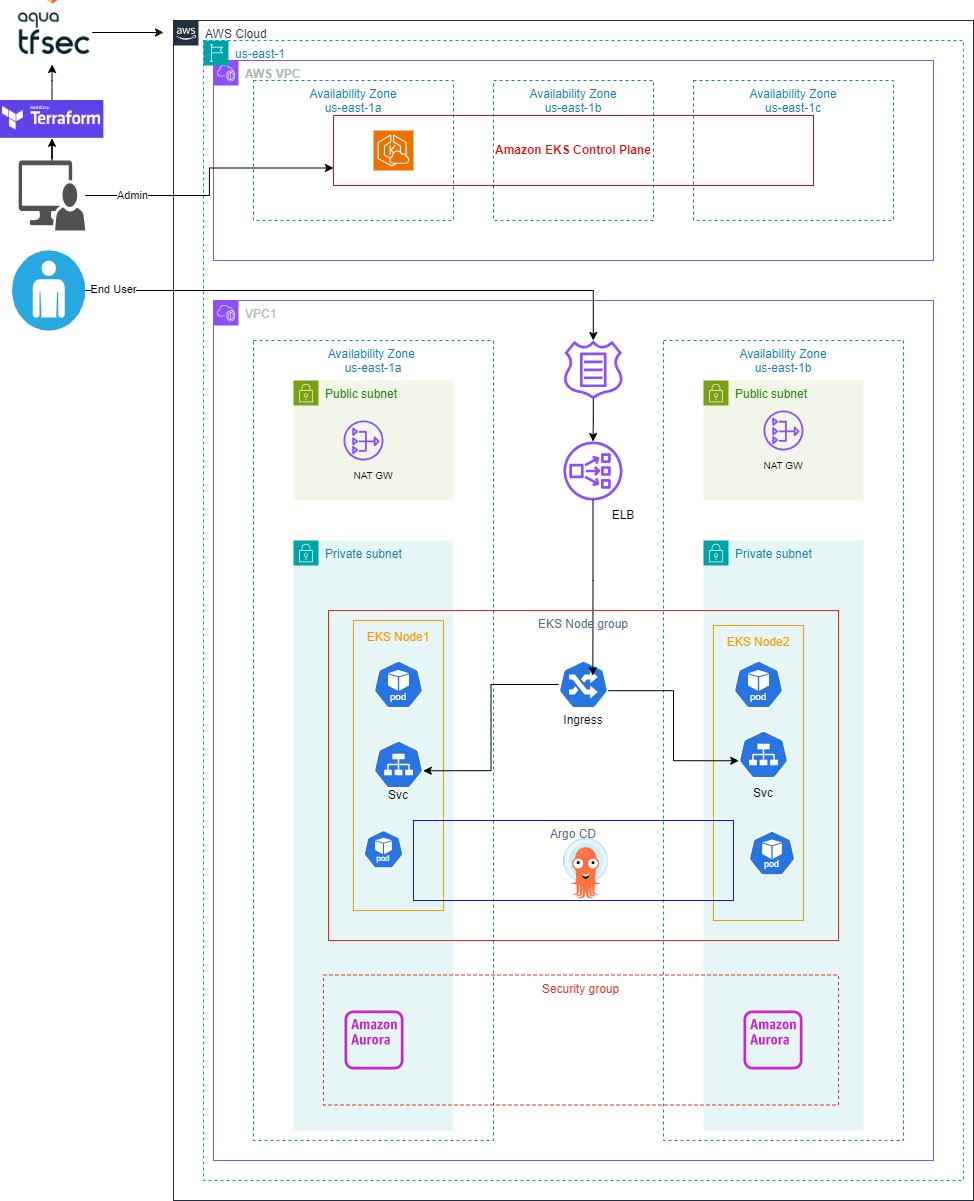 aqua
tfsec
aws
AWS Cloud
us-east-1
AWS VPC
Availability Zone
us-east-1a
Availability Zone
us-east-1b
Availability Zone
us-east-1c
HashiCorp
Terraform
Amazon EKS Control Plane
Admin
End User
VPC1
Availability Zone
us-east-1a
Availability Zone
us-east-1b
Public subnet
Public subnet
NAT GW
NAT GW
ELB
Private subnet
Private subnet
EKS Node group
EKS Node1
EKS Node2
pod
pod
Ingress
Svc
Svc
Argo CD
pod
pod
Security group
Amazon
Aurora
Amazon
Aurora